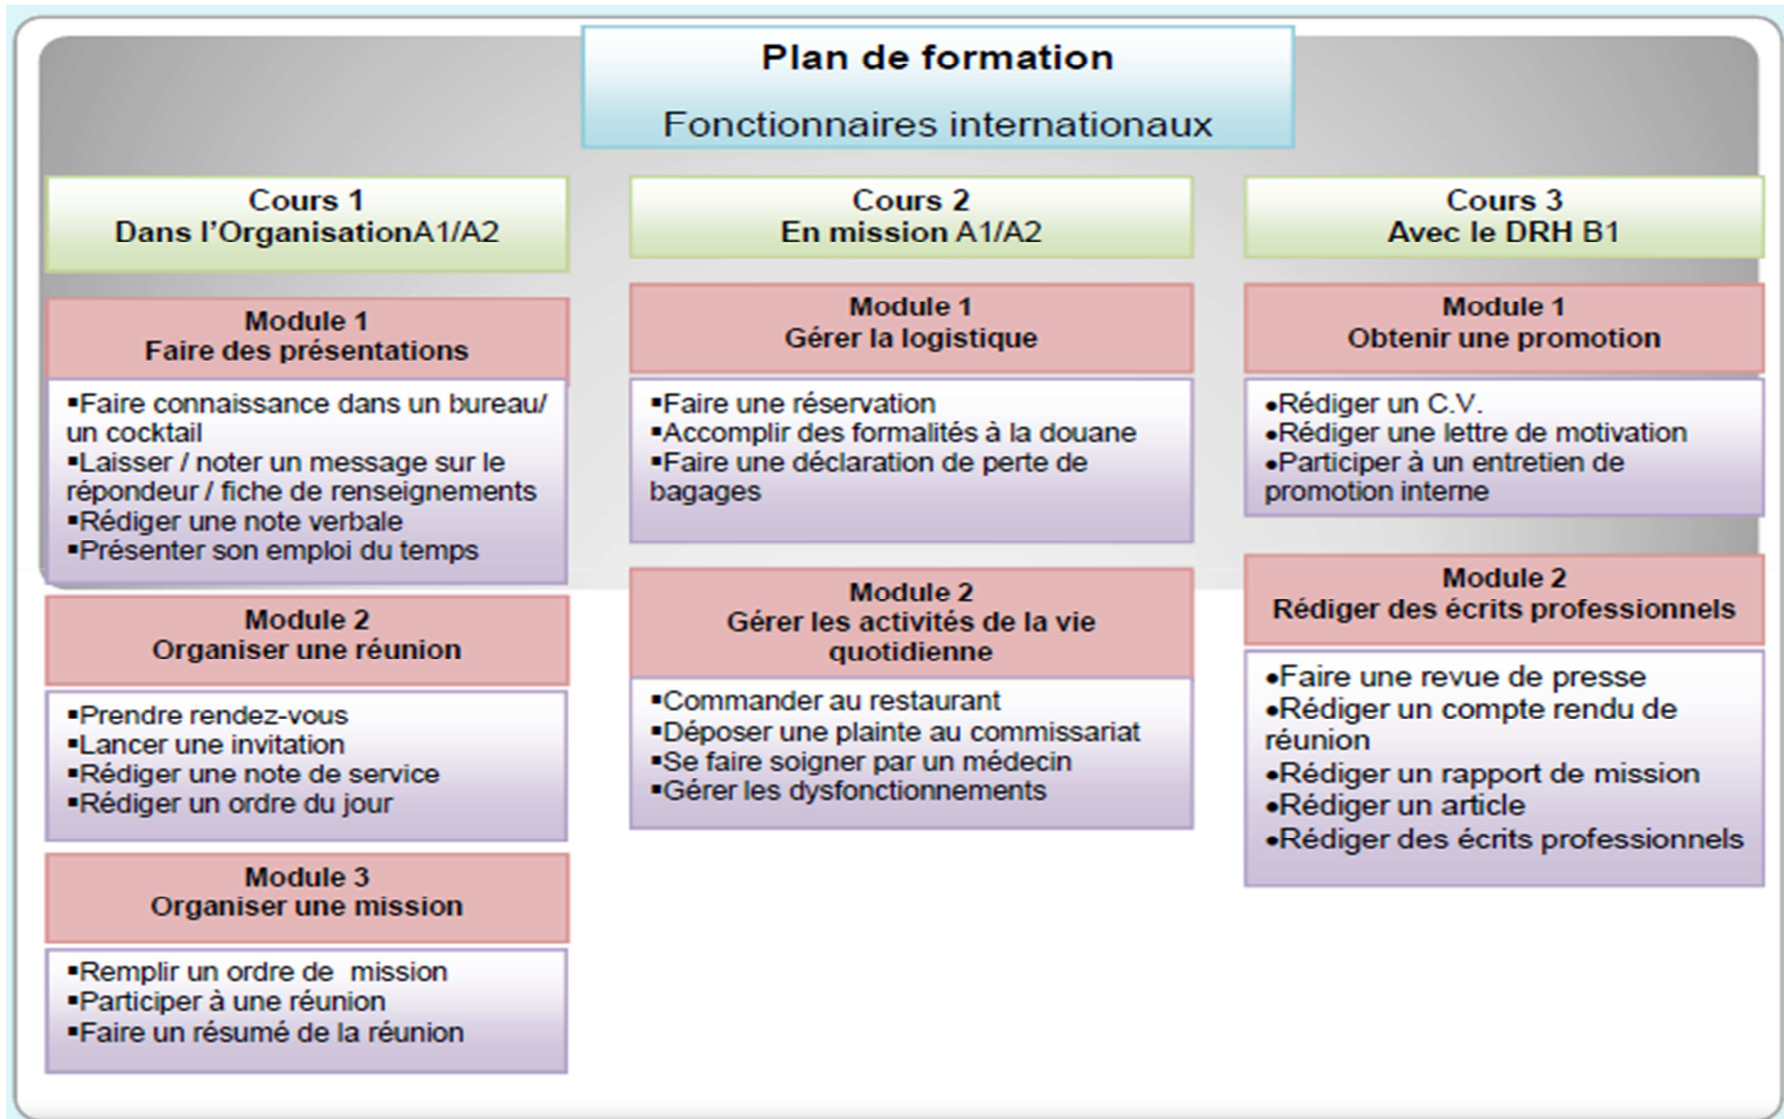 Plan de formation
Fonctionnaires internationaux
Cours 1
Dans l'OrganisationA1/A2
Module 1
Faire des présentations
▪Faire connaissance dans un bureau/
un cocktail
▪Laisser / noter un message sur le
répondeur / fiche de renseignements
▪Rédiger une note verbale
▪Présenter son emploi du temps
Module 2
Organiser une réunion
▪Prendre rendez-vous
▪Lancer une invitation
▪Rédiger une note de service
▪Rédiger un ordre du jour
Module 3
Organiser une mission
▪Remplir un ordre de mission
▪Participer à une réunion
▪Faire un résumé de la réunion
Cours 2
En mission A1/A2
Module 1
Gérer la logistique
▪Faire une réservation
▪Accomplir des formalités à la douane
▪Faire une déclaration de perte de
bagages
Module 2
Gérer les activités de la vie
quotidienne
▪Commander au restaurant
▪Déposer une plainte au commissariat
▪Se faire soigner par un médecin
▪Gérer les dysfonctionnements
Cours 3
Avec le DRH B1
Module 1
Obtenir une promotion
•Rédiger un C.V.
•Rédiger une lettre de motivation
•Participer à un entretien de
promotion interne
Module 2
Rédiger des écrits professionnels
•Faire une revue de presse
•Rédiger un compte rendu de
réunion
•Rédiger un rapport de mission
•Rédiger un article
•Rédiger des écrits professionnels